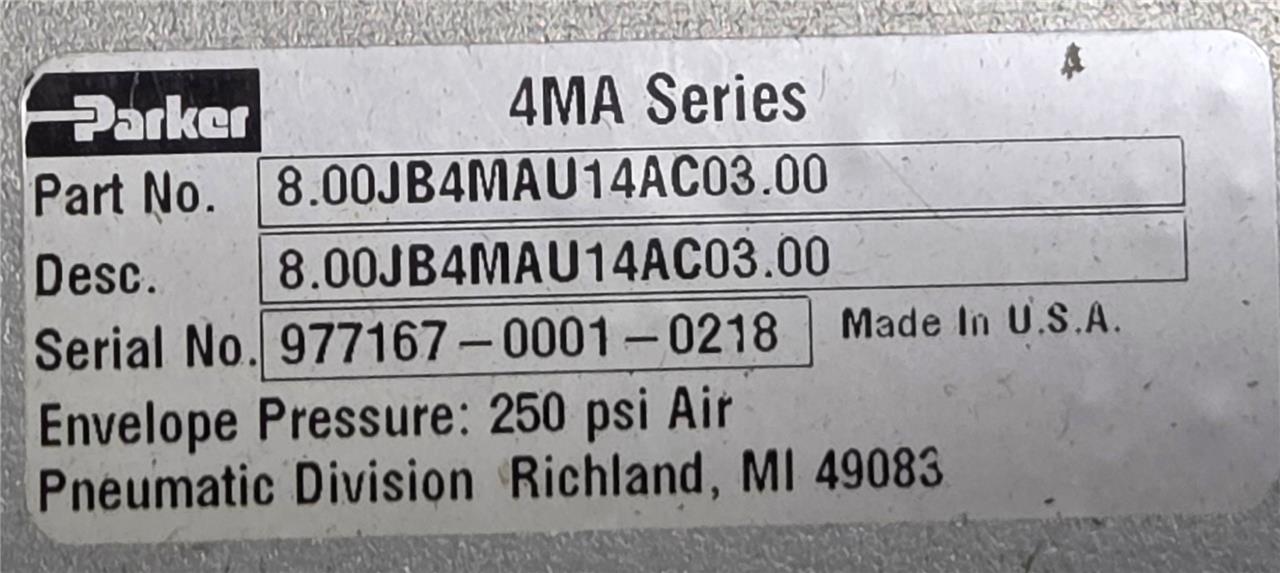 Parker 4MA Series
Part No. 8.00JB4MAU14AC03.00
Desc. 8.00JB4MAU14AC03.00
Serial No. 977167-0001-0218 Made In U.S.A.
Envelope Pressure: 250 psi Air
Pneumatic Division Richland, MI 49083